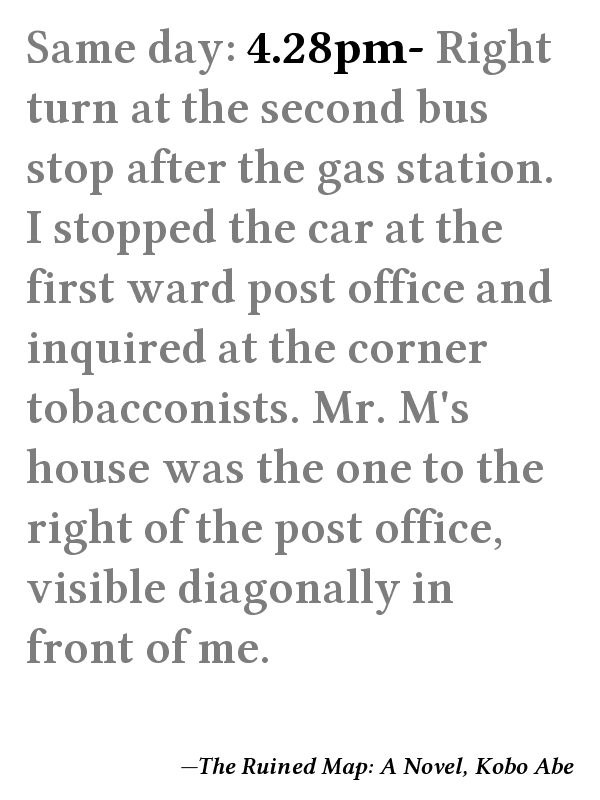 Same day: 4.28pm- Right
turn at the second bus
stop after the gas station.
I stopped the car at the
first ward post office and
inquired at the corner
tobacconists. Mr. M's
house was the one to the
right of the post office,
visible diagonally in
front of me.
—The Ruined Map: A Novel, Kobo Abe